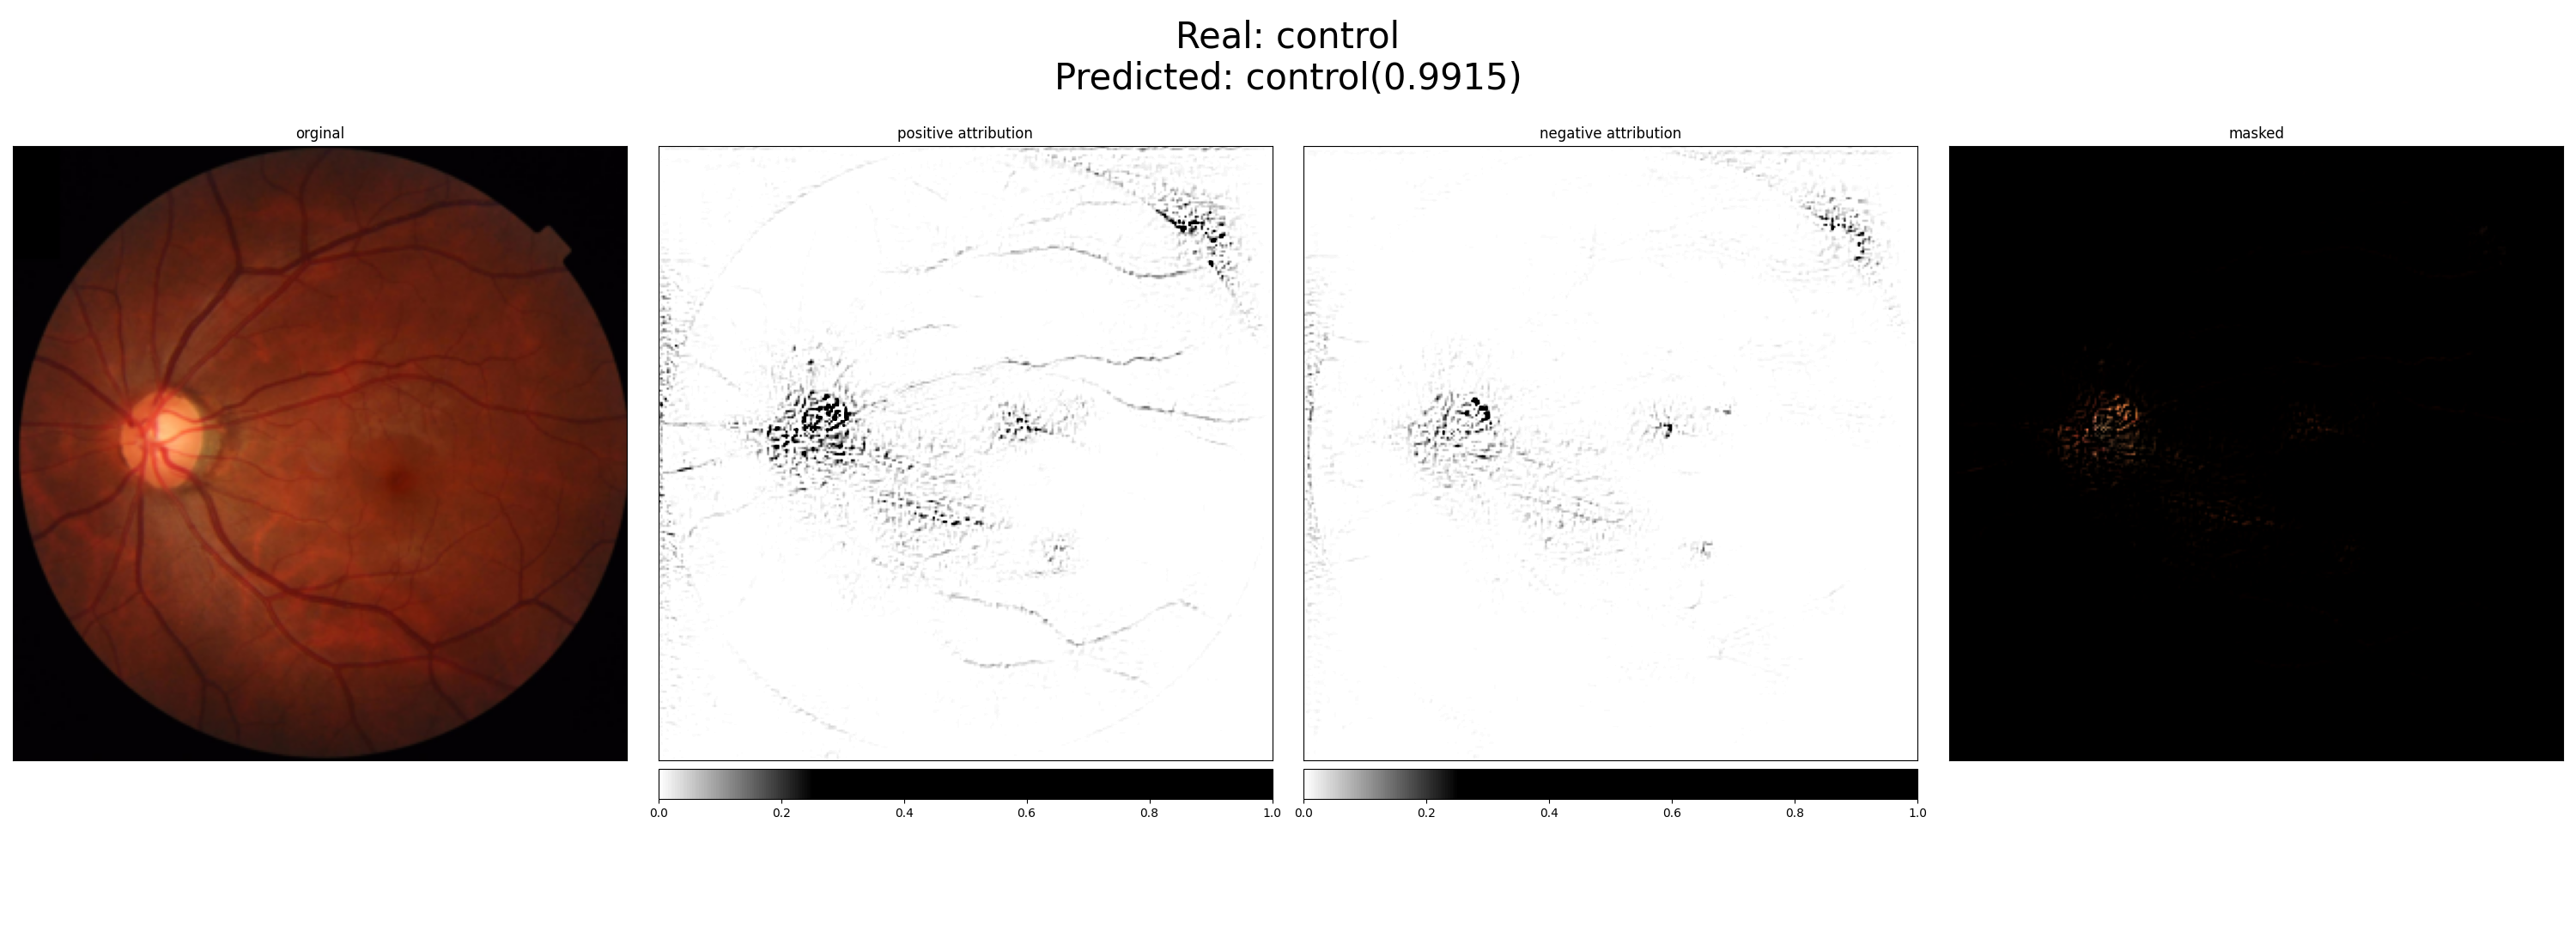 Real: control
Predicted: control(0.9915)
orginal
positive attribution
negative attribution
masked
0.0 0.2 0.4 0.6 0.8 1.0
0.0 0.2 0.4 0.6 0.8 1.0